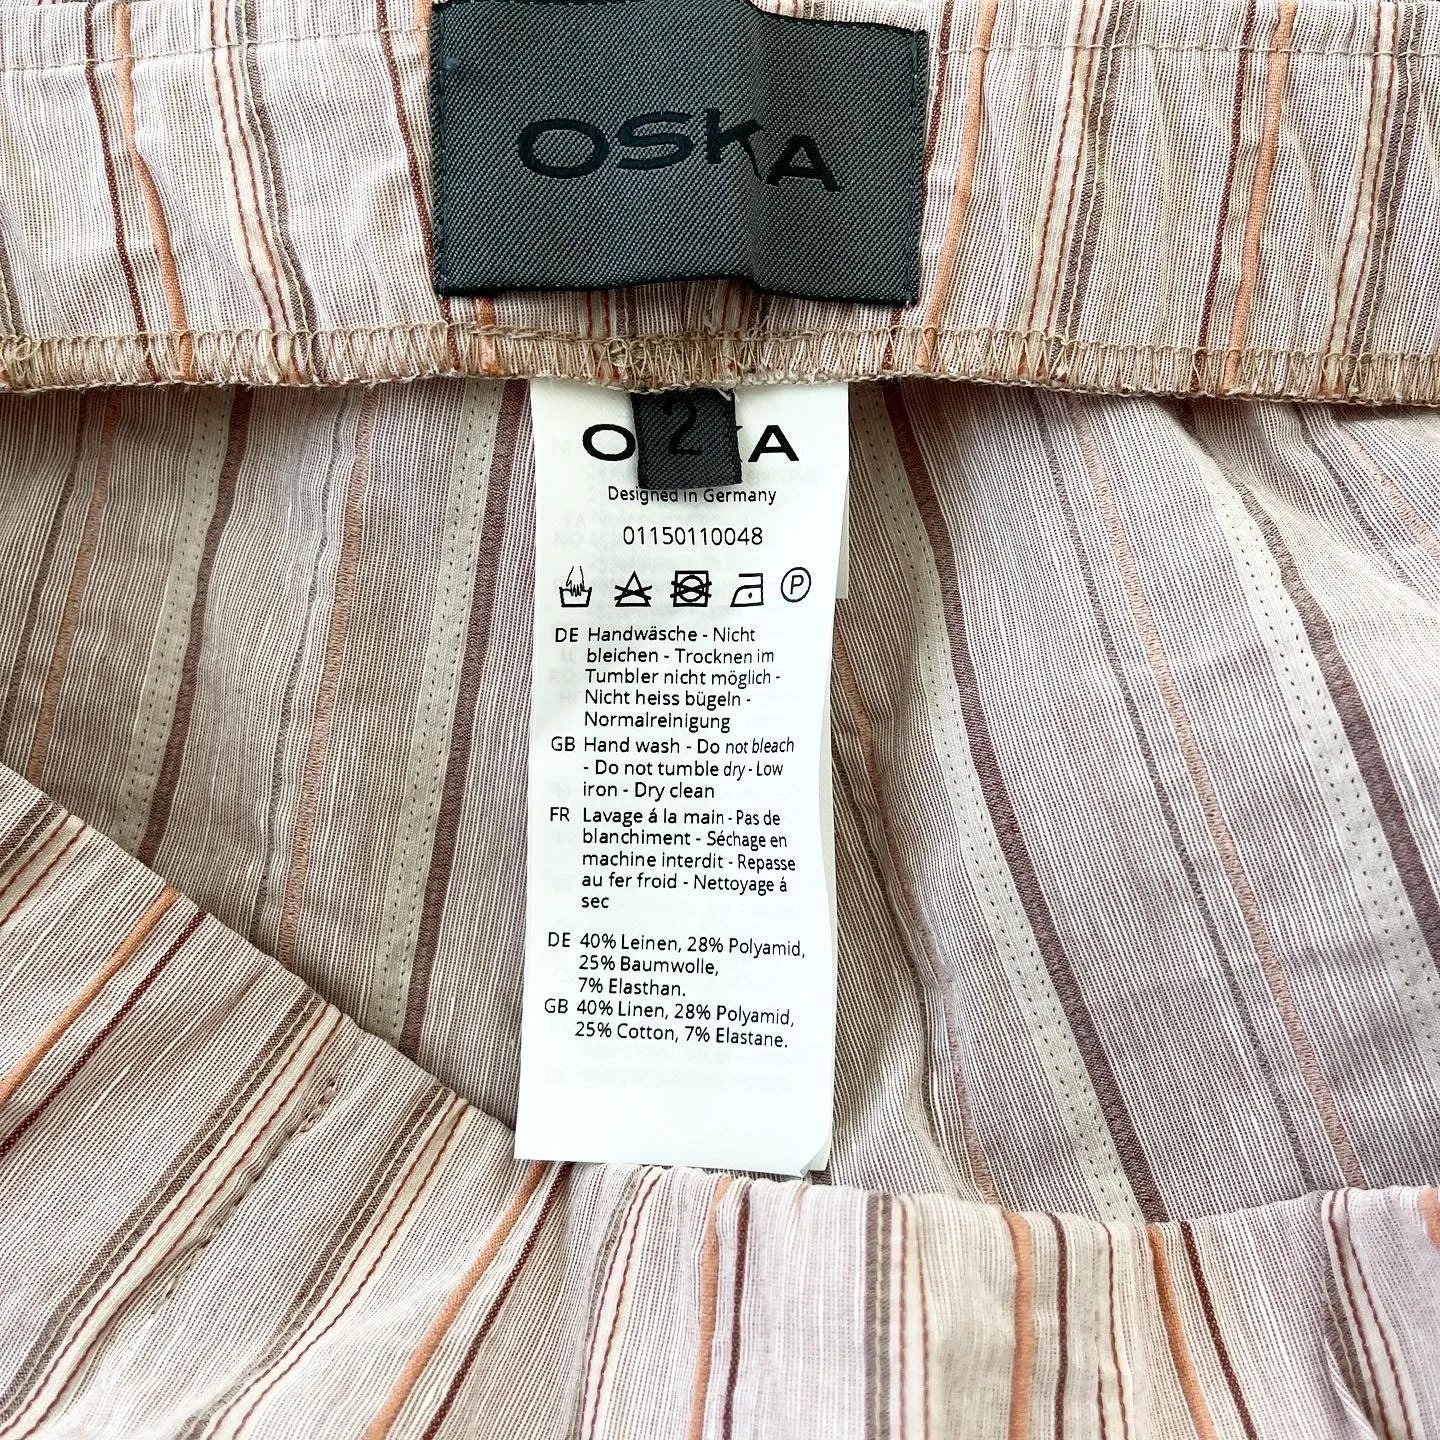 OSKA
2
O KA
Designed in Germany
01150110048
P
DE Handwäsche - Nicht
bleichen - Trocknen im
Tumbler nicht möglich -
Nicht heiss bügeln -
Normalreinigung
GB Hand wash - Do not bleach
- Do not tumble dry - Low
iron - Dry clean
FR Lavage á la main - Pas de
blanchiment - Séchage en
machine interdit - Repasse
au fer froid - Nettoyage á
sec
DE 40% Leinen, 28% Polyamid,
25% Baumwolle,
7% Elasthan.
GB 40% Linen, 28% Polyamid,
25% Cotton, 7% Elastane.